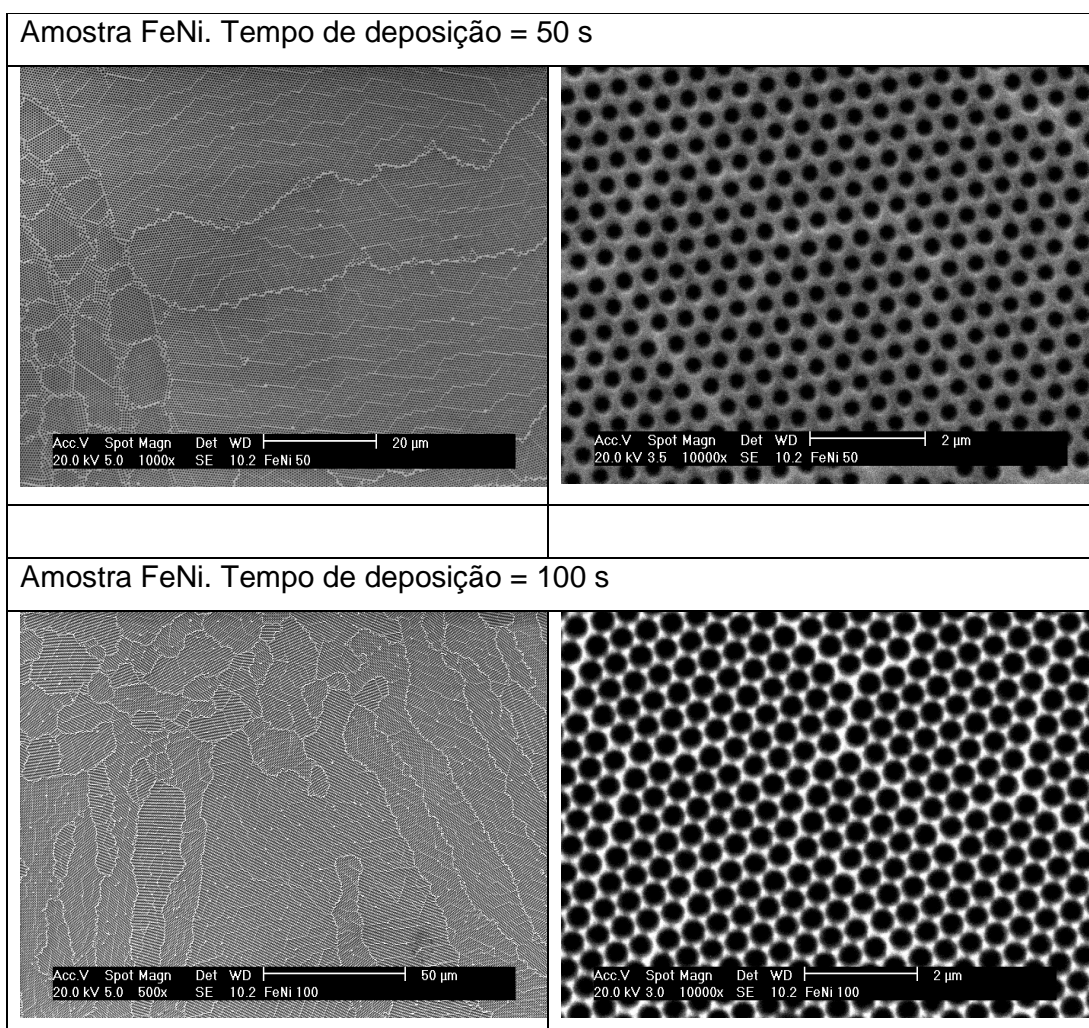 Amostra FeNi. Tempo de deposição = 50 s
Acc.V Spot Magn Det WD 20 µm
20.0 kV 5.0 1000x SE 10.2 FeNi 50
Acc.V Spot Magn Det WD 2 µm
20.0 kV 3.5 10000x SE 10.2 FeNi 50
Amostra FeNi. Tempo de deposição = 100 s
Acc.V Spot Magn Det WD 50 µm
20.0 kV 5.0 500x SE 10.2 FeNi 100
Acc.V Spot Magn Det WD 2 µm
20.0 kV 3.0 10000x SE 10.2 FeNi 100